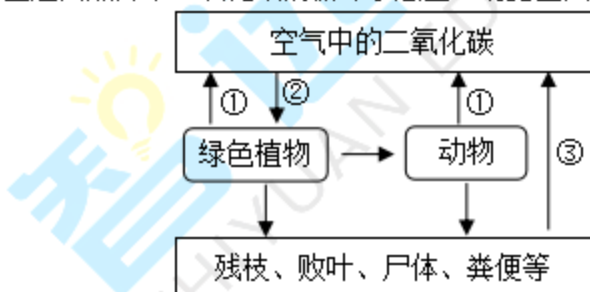 空气中的二氧化碳
① ② ①
绿色植物 动物 ③
残枝、败叶、尸体、粪便等